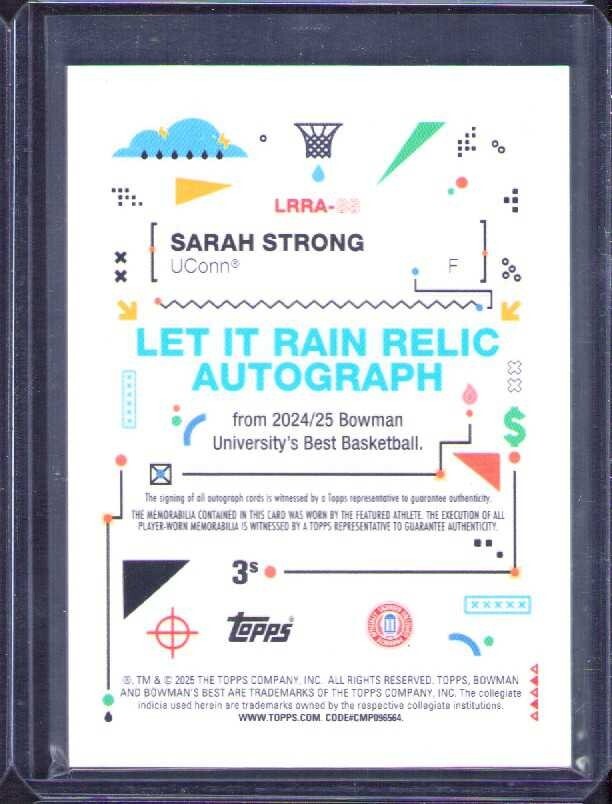 LRRA-SS
SARAH STRONG
UConn®
F
LET IT RAIN RELIC
AUTOGRAPH
from 2024/25 Bowman
University's Best Basketball.
The signing of all autograph cards is witnessed by a Topps representative to guarantee authenticity.
THE MEMORABILIA CONTAINED IN THIS CARD WAS WORN BY THE FEATURED ATHLETE. THE EXECUTION OF ALL
PLAYER-WORN MEMORABILIA IS WITNESSED BY A TOPPS REPRESENTATIVE TO GUARANTEE AUTHENTICITY.
3s
topps®
®, TM & © 2025 THE TOPPS COMPANY, INC. ALL RIGHTS RESERVED. TOPPS, BOWMAN
AND BOWMAN'S BEST ARE TRADEMARKS OF THE TOPPS COMPANY, INC. The collegiate
indicia used herein are trademarks owned by the respective collegiate institutions.
WWW.TOPPS.COM. CODE#CMP096564.